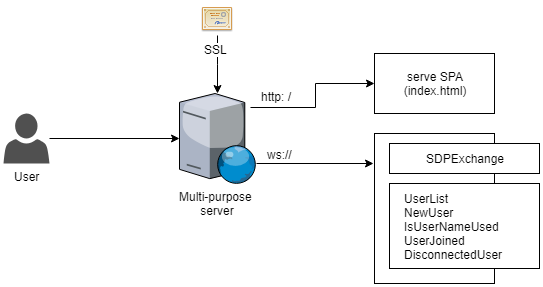 SSL
http: /
serve SPA
(index.html)
User
Multi-purpose
server
ws://
SDPExchange
UserList
NewUser
IsUserNameUsed
UserJoined
DisconnectedUser